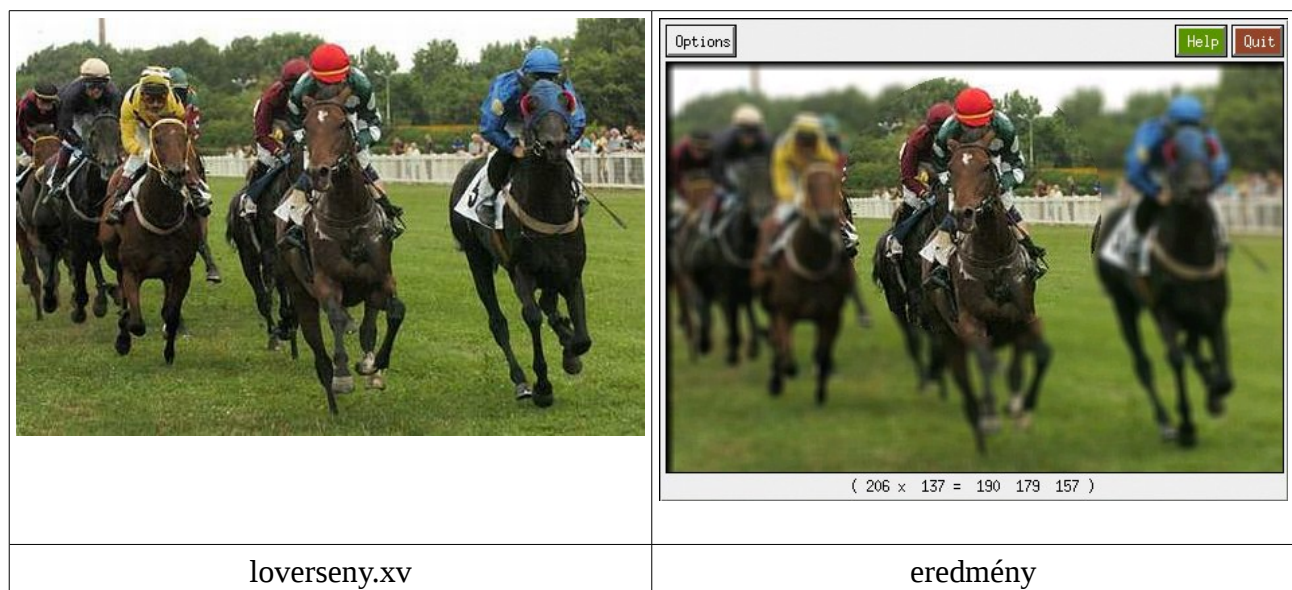 Options
Help
Quit
( 206 x 137 = 190 179 157 )
loverseny.xv
eredmény